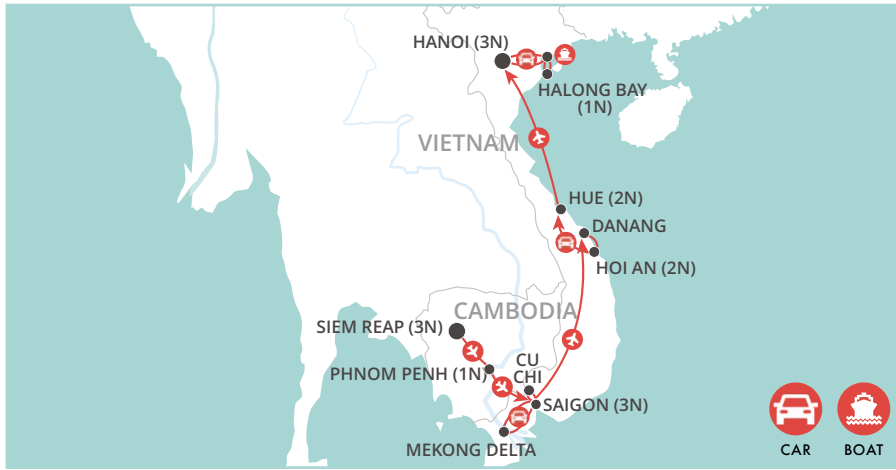 HANOI (3N)
HALONG BAY
(1N)
VIETNAM
HUE (2N)
DANANG
HOI AN (2N)
CAMBODIA
SIEM REAP (3N)
PHNOM PENH (1N)
CU
CHI
SAIGON (3N)
MEKONG DELTA
CAR
BOAT